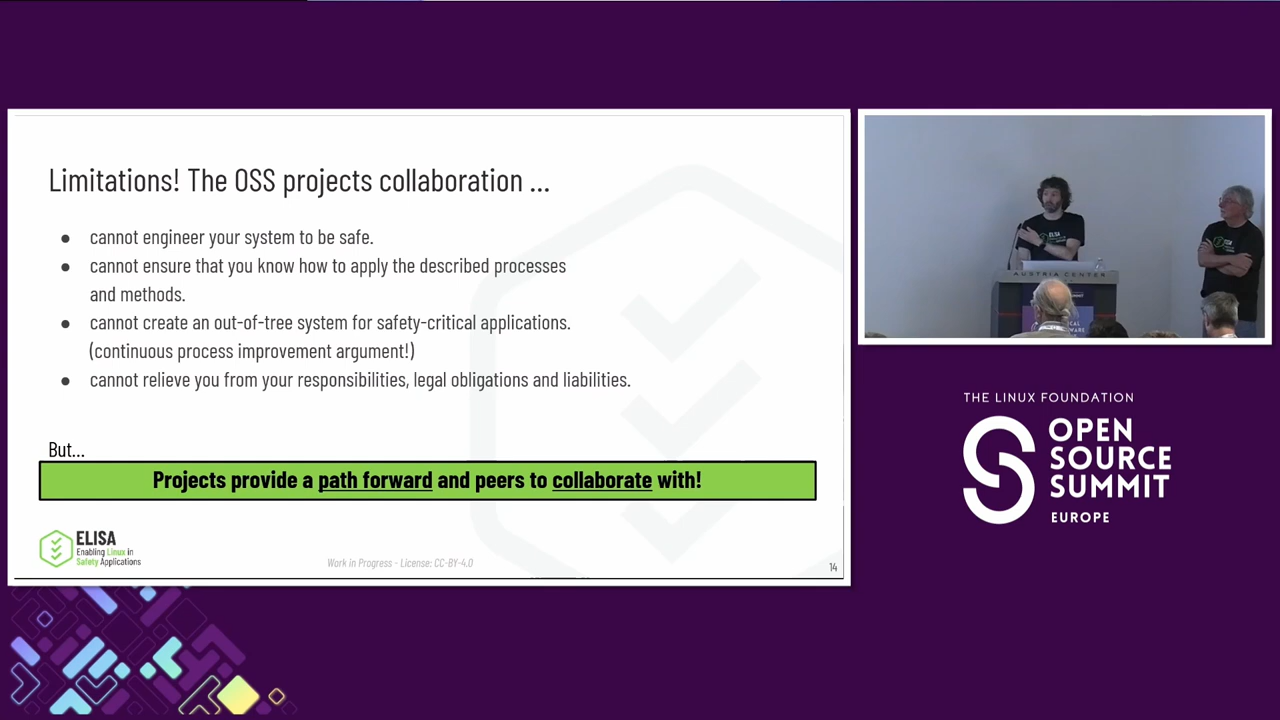 Limitations! The OSS projects collaboration ...
● cannot engineer your system to be safe.
● cannot ensure that you know how to apply the described processes
and methods.
● cannot create an out-of-tree system for safety-critical applications.
(continuous process improvement argument!)
● cannot relieve you from your responsibilities, legal obligations and liabilities.
But...
Projects provide a path forward and peers to collaborate with!
ELISA
Enabling Linux in
Safety Applications
Work in Progress - License: CC-BY-4.0
14
ELISA
AUSTRIA CENTER
THE LINUX FOUNDATION
OPEN
SOURCE
SUMMIT
EUROPE